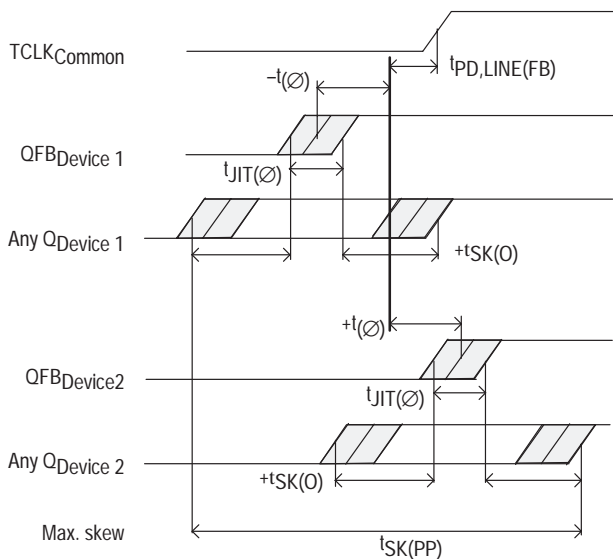 TCLKCommon
tPD,LINE(FB)
–t(∅)
QFBDevice 1
tJIT(∅)
Any QDevice 1
+tSK(O)
+t(∅)
QFBDevice2
tJIT(∅)
Any QDevice 2
+tSK(O)
Max. skew
tSK(PP)